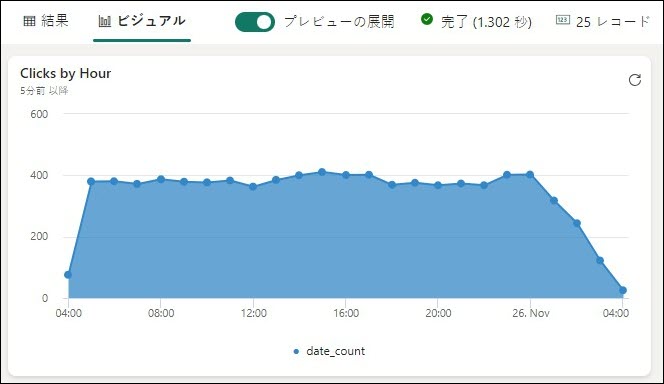 結果 ビジュアル プレビューの展開 完了 (1.302 秒) 25 レコード
Clicks by Hour
5分前 以降
600
400
200
0
04:00 08:00 12:00 16:00 20:00 26. Nov 04:00
date_count